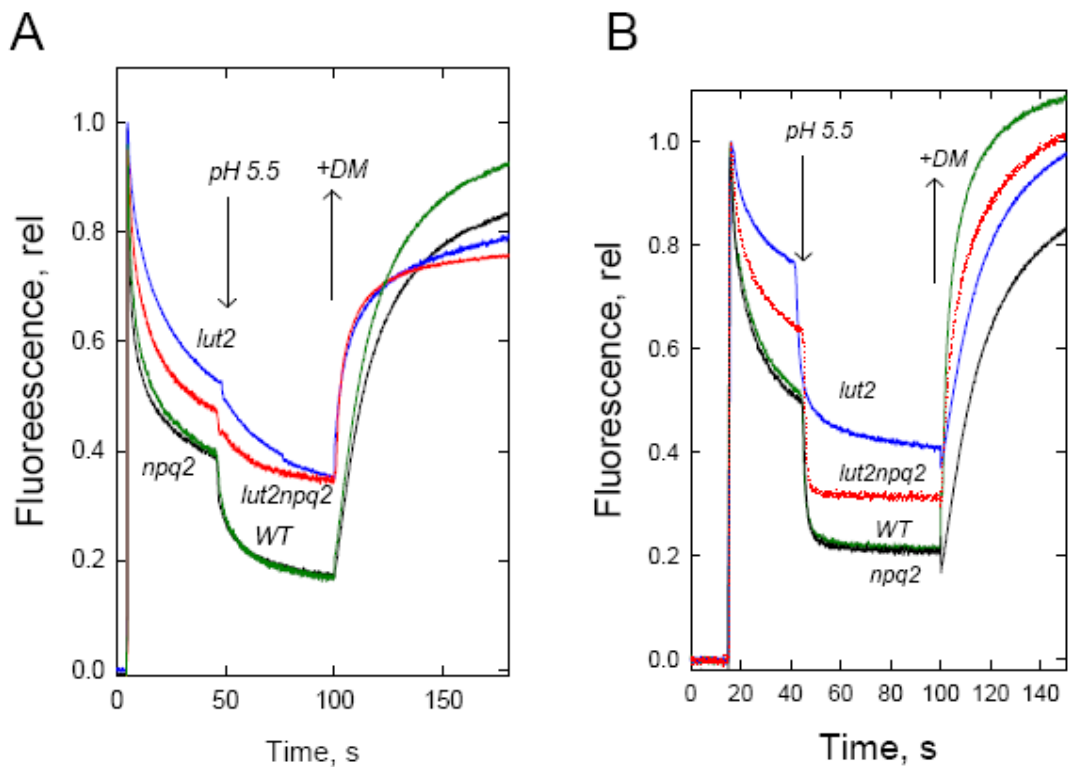 A
B
pH 5.5
+DM
lut2
npq2
lut2npq2
WT
1.0
0.8
0.6
0.4
0.2
0.0
0
50
100
150
Fluoreescence, rel
Time, s
pH 5.5
+DM
lut2
lut2npq2
WT
npq2
1.0
0.8
0.6
0.4
0.2
0.0
0
20
40
60
80
100
120
140
Fluorescence, rel
Time, s